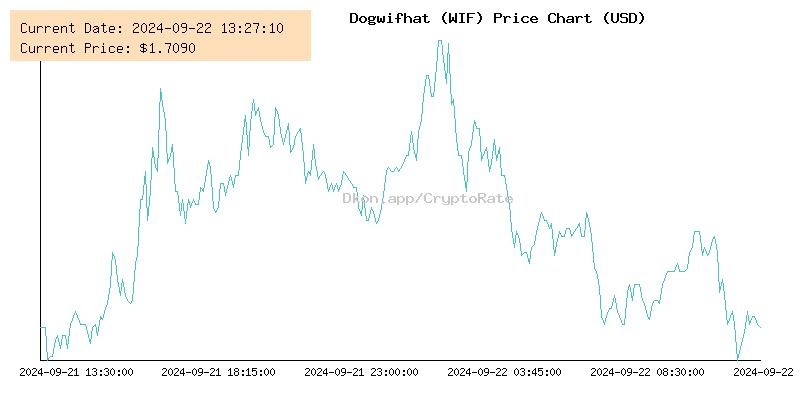 Dogwifhat (WIF) Price Chart (USD)
Current Date: 2024-09-22 13:27:10
Current Price: $1.7090
Dkon.app/CryptoRate
2024-09-21 13:30:00 2024-09-21 18:15:00 2024-09-21 23:00:00 2024-09-22 03:45:00 2024-09-22 08:30:00 2024-09-22